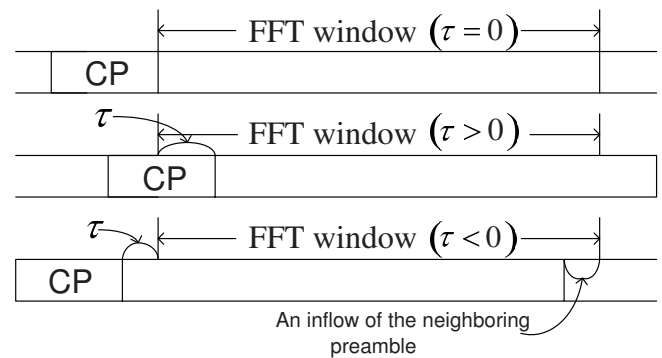 FFT window (τ = 0)
CP
τ
FFT window (τ > 0)
CP
τ
FFT window (τ < 0)
CP
An inflow of the neighboring
preamble